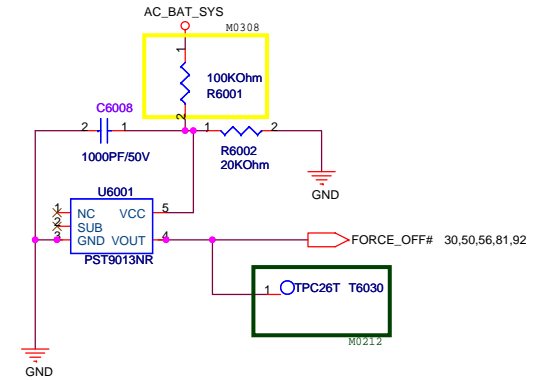 AC_BAT_SYS
M0308
1
100KOhm
R6001
2
C6008
2 1
1000PF/50V
1 2
R6002
20KOhm
GND
U6001
1 NC VCC 5
2 SUB
3 GND VOUT 4
PST9013NR
FORCE_OFF# 30,50,56,81,92
1 TPC26T T6030
M0212
GND